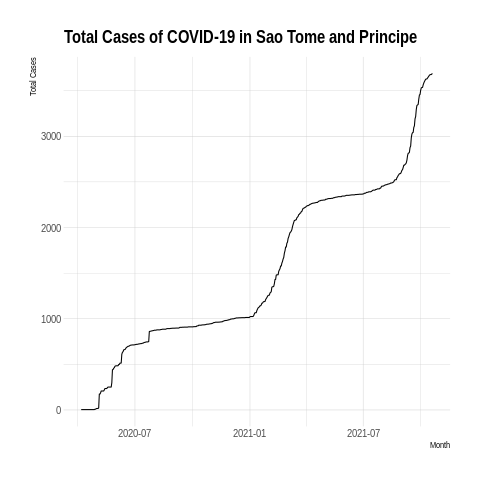 Total Cases of COVID-19 in Sao Tome and Principe
Total Cases
3000
2000
1000
0
2020-07
2021-01
2021-07
Month